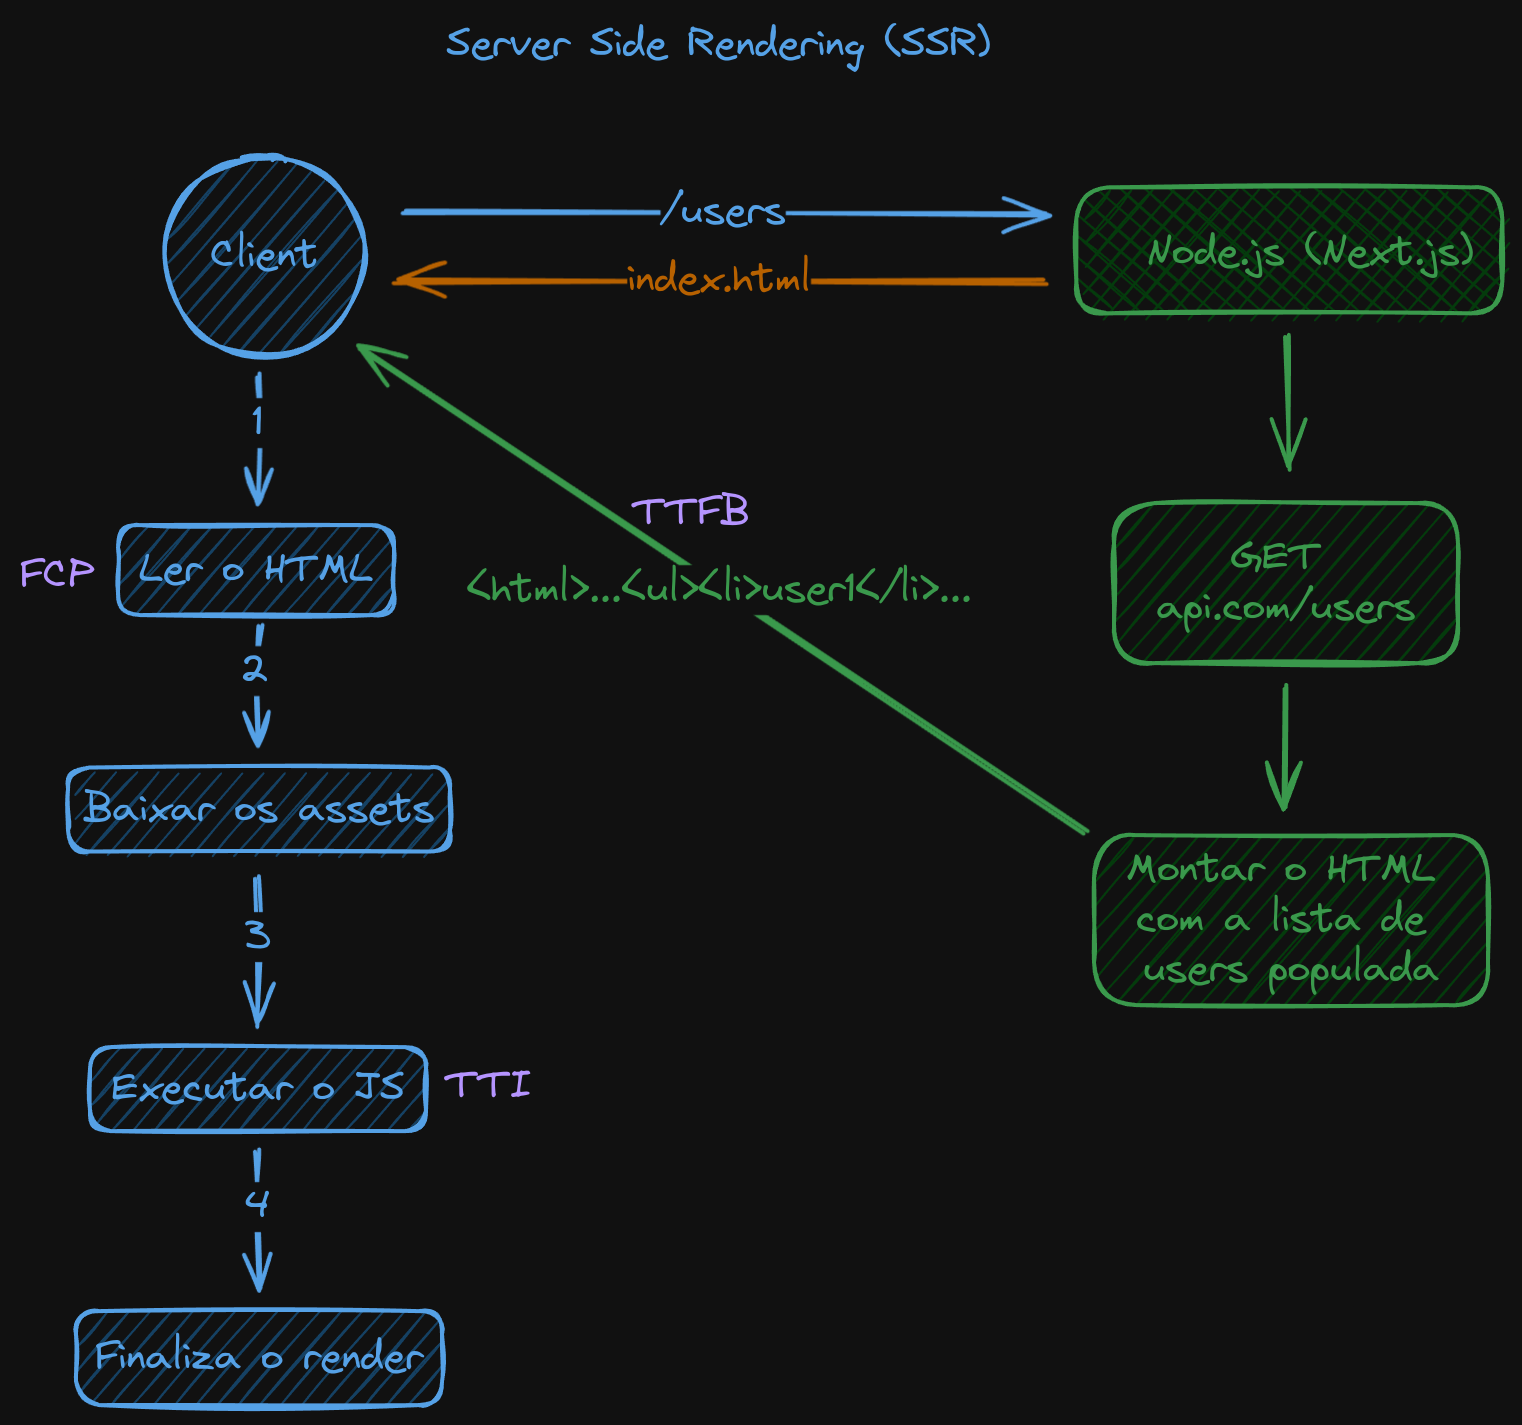 Server Side Rendering (SSR)
Client
/users
index.html
Node.js (Next.js)
1
TTFB
<html>...<ul><li>user1</li>...
GET
api.com/users
FCP
Ler o HTML
2
Baixar os assets
Montar o HTML
com a lista de
users populada
3
Executar o JS
TTI
4
Finaliza o render